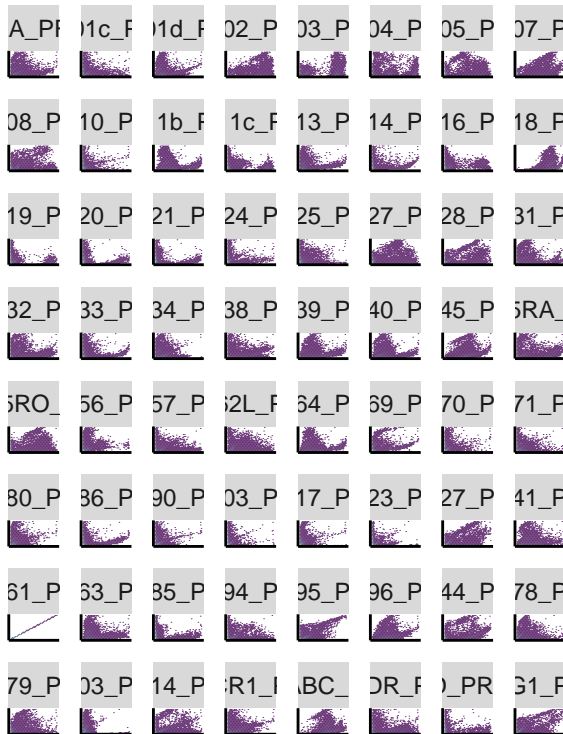 A_PF 01c_F 01d_F 02_P 03_P 04_P 05_P 07_P
08_P 10_P 1b_F 1c_F 13_P 14_P 16_P 18_P
19_P 20_P 21_P 24_P 25_P 27_P 28_P 31_P
32_P 33_P 34_P 38_P 39_P 40_P 45_P 5RA_
5RO_ 56_P 57_P 62L_F 64_P 69_P 70_P 71_P
80_P 86_P 90_P 03_P 17_P 23_P 27_P 41_P
61_P 63_P 85_P 94_P 95_P 96_P 44_P 78_P
79_P 03_P 14_P CR1_F ABC_ DR_F D_PR G1_P